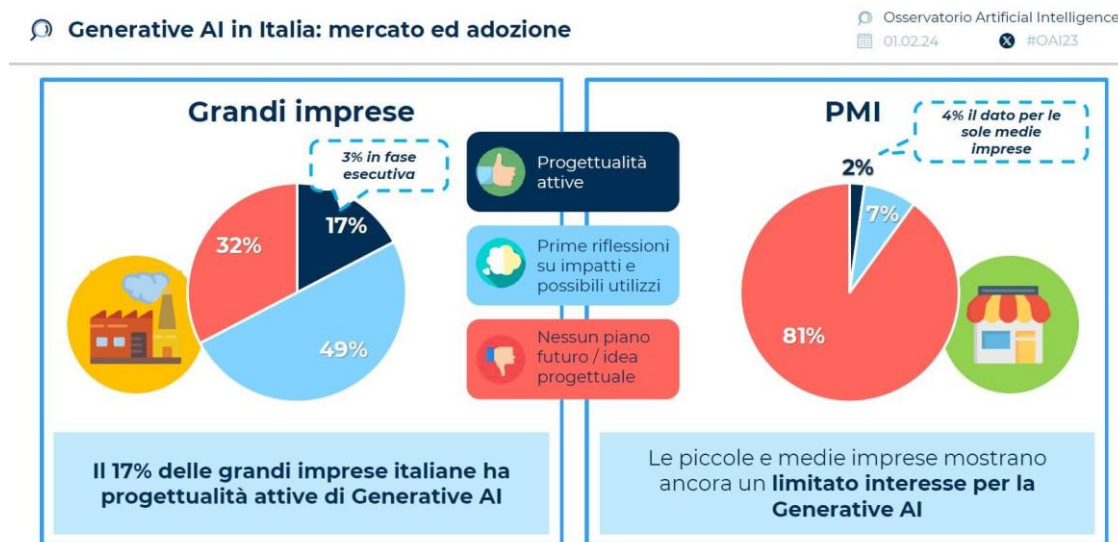 Generative AI in Italia: mercato ed adozione
Osservatorio Artificial Intelligence
01.02.24 #OAI23
Grandi imprese
3% in fase
esecutiva
17%
32%
49%
Progettualità
attive
Prime riflessioni
su impatti e
possibili utilizzi
Nessun piano
futuro / idea
progettuale
PMI
4% il dato per le
sole medie
imprese
2%
7%
81%
Il 17% delle grandi imprese italiane ha
progettualità attive di Generative AI
Le piccole e medie imprese mostrano
ancora un limitato interesse per la
Generative AI